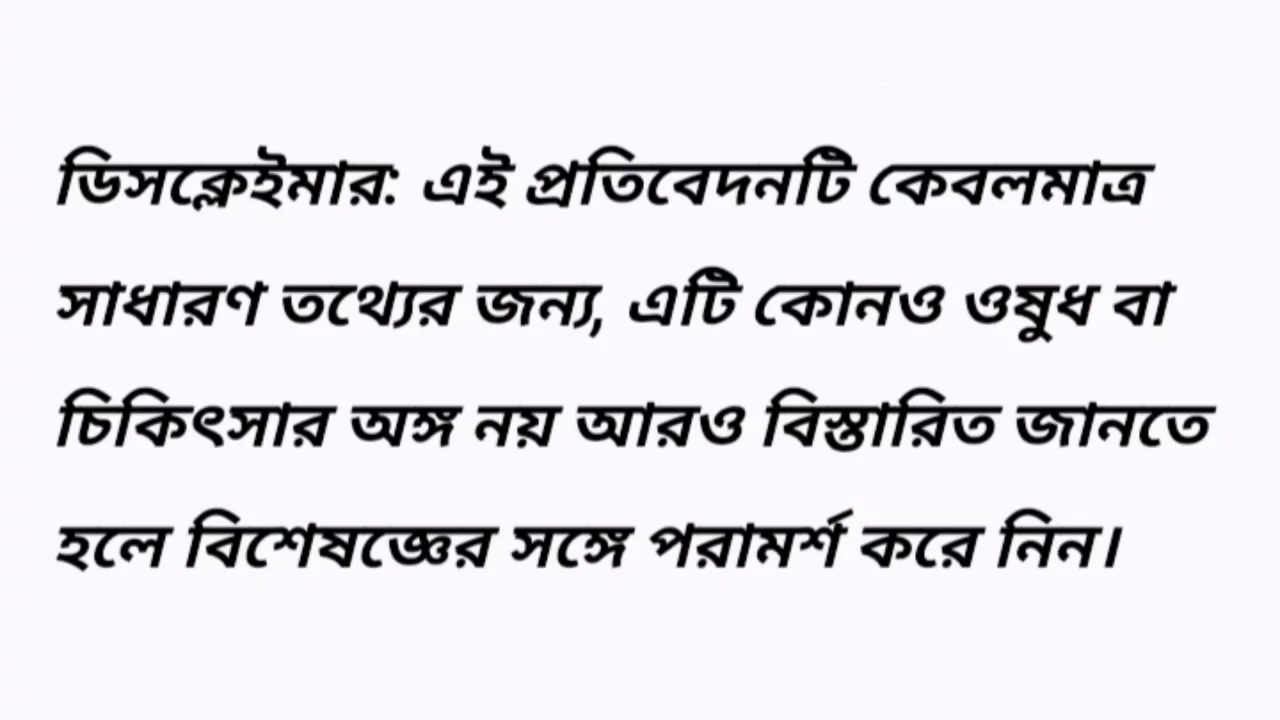 ডিসক্লেইমার: এই প্রতিবেদনটি কেবলমাত্র
সাধারণ তথ্যের জন্য, এটি কোনও ওষুধ বা
চিকিৎসার অঙ্গ নয় আরও বিস্তারিত জানতে
হলে বিশেষজ্ঞের সঙ্গে পরামর্শ করে নিন।